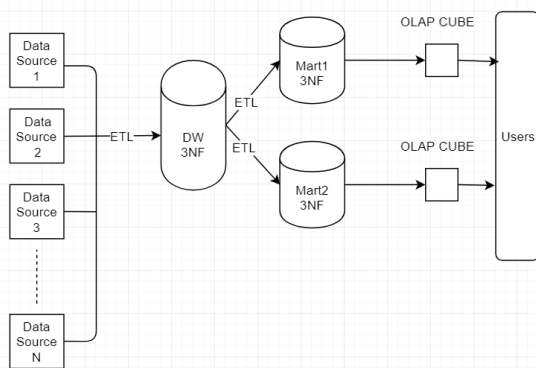 Data
Source
1
Data
Source
2
Data
Source
3
Data
Source
N
ETL
DW
3NF
ETL
ETL
Mart1
3NF
Mart2
3NF
OLAP CUBE
OLAP CUBE
Users